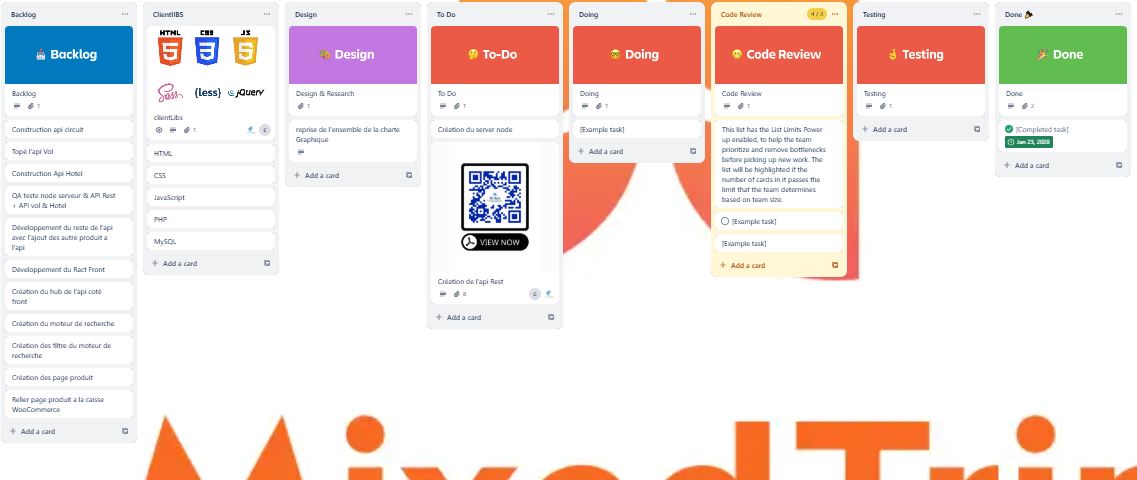 Backlog
Backlog
Backlog
1
Construction api circuit
Topé l'api Vol
Construction Api Hotel
QA teste node serveur & API Rest
+ API vol & Hotel
Développement du reste de l'api
avec l'ajout des autre produit a
l'api
Développement du Ract Front
Création du hub de l'api coté
front
Création du moteur de recherche
Création des filtre du moteur de
recherche
Création des page produit
Relier page produit a la caisse
WooCommerce
+ Add a card
ClientlIBS
HTML
CSS
JS
5
3
Sass
{less}
jQuery
clientLibs
1
C
HTML
CSS
JavaScript
PHP
MySQL
+ Add a card
Design
Design
Design & Research
1
reprise de l'ensemble de la charte
Graphique
+ Add a card
To Do
To-Do
To Do
1
Création du server node
VIEW NOW
Création de l'api Rest
8
C
+ Add a card
Doing
Doing
Doing
1
[Example task]
+ Add a card
Code Review
4/3
Code Review
Code Review
1
This list has the List Limits Power
up enabled, to help the team
prioritize and remove bottlenecks
before picking up new work. The
list will be highlighted if the
number of cards in it passes the
limit that the team determines
based on team size.
[Example task]
[Example task]
+ Add a card
Testing
Testing
Testing
1
+ Add a card
Done
Done
Done
2
[Completed task]
Jan 23, 2020
+ Add a card
MixedTrip